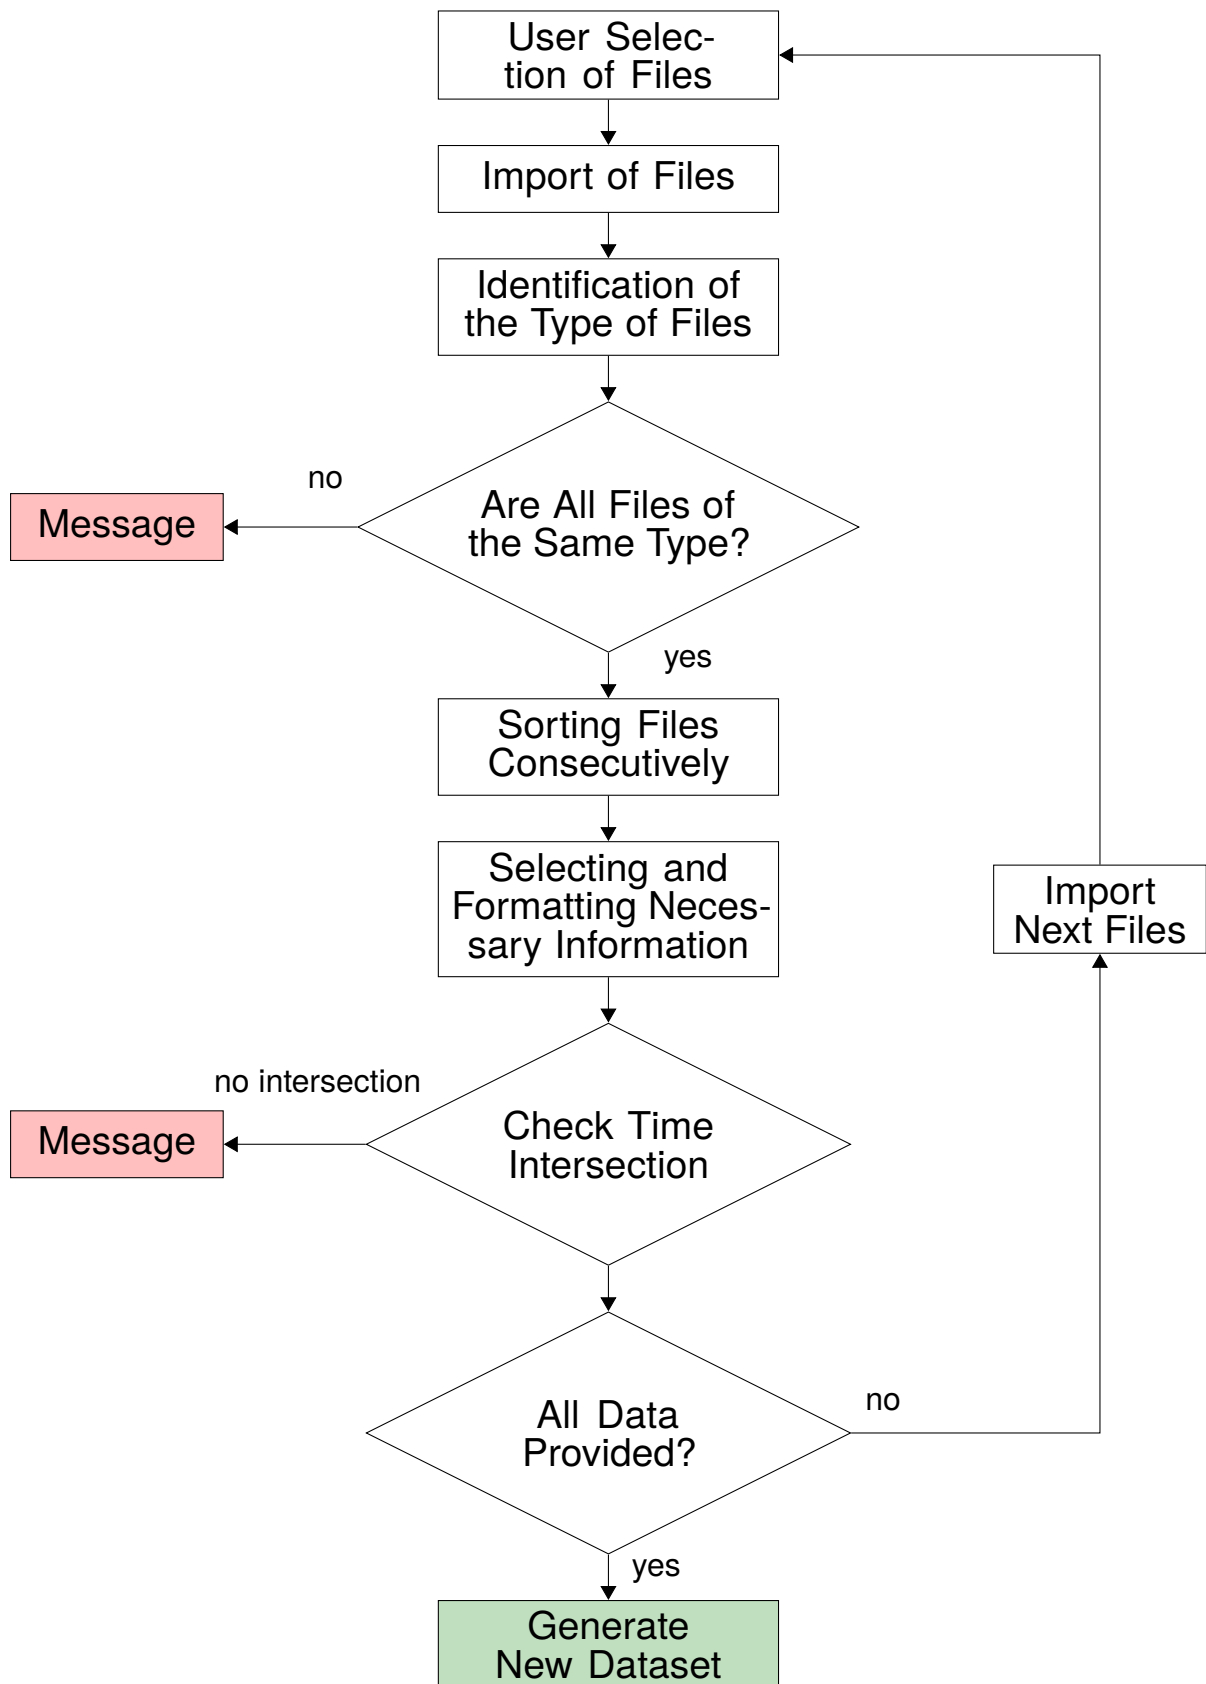 User Selec-
tion of Files
Import of Files
Identification of
the Type of Files
no
Are All Files of
the Same Type?
Message
yes
Sorting Files
Consecutively
Selecting and
Formatting Neces-
sary Information
Import
Next Files
no intersection
Check Time
Intersection
Message
All Data
Provided?
no
yes
Generate
New Dataset